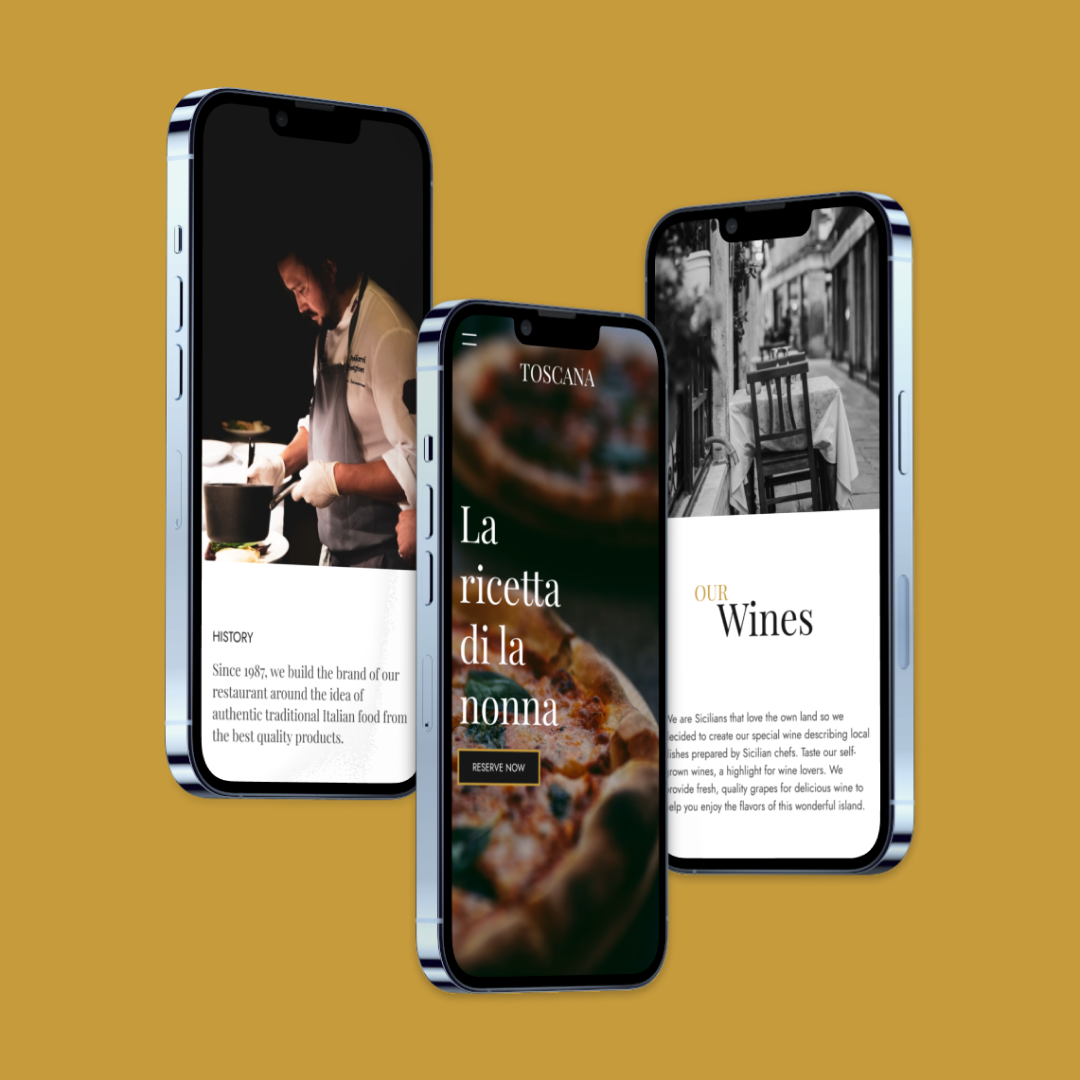 HISTORY
Since 1987, we build the brand of our
restaurant around the idea of
authentic traditional Italian food from
the best quality products.
TOSCANA
La
ricetta
di la
nonna
RESERVE NOW
OUR
Wines
We are Sicilians that love the own land so we
decided to create our special wine describing local
dishes prepared by Sicilian chefs. Taste our self-
grown wines, a highlight for wine lovers. We
provide fresh, quality grapes for delicious wine to
help you enjoy the flavors of this wonderful island.